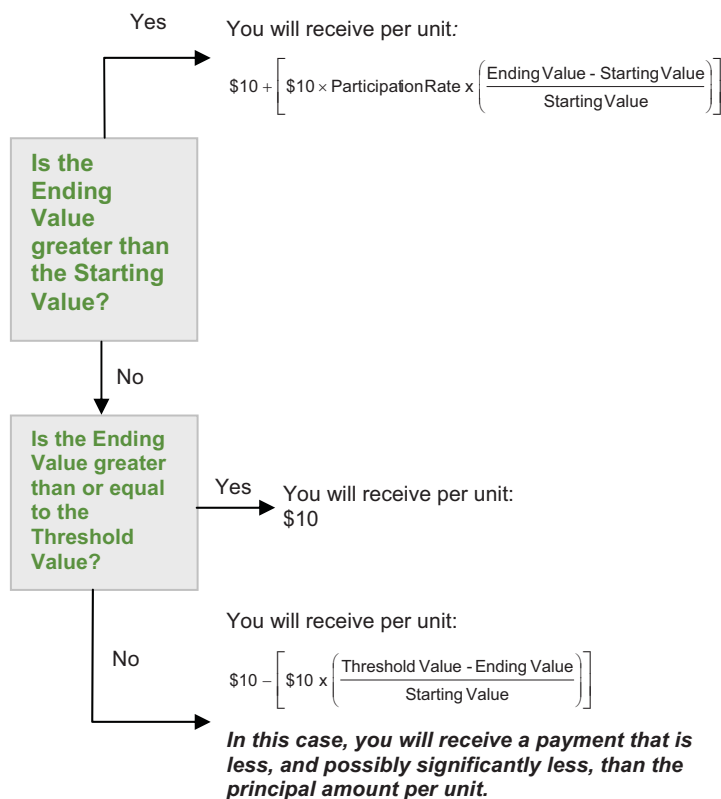 Yes
You will receive per unit:
$10 + [ $10 × ParticipationRate x ( Ending Value - Starting Value / Starting Value ) ]
Is the
Ending
Value
greater than
the Starting
Value?
No
Is the Ending
Value greater
than or equal
to the
Threshold
Value?
Yes
You will receive per unit:
$10
You will receive per unit:
No
$10 – [ $10 x ( Threshold Value - Ending Value / Starting Value ) ]
In this case, you will receive a payment that is
less, and possibly significantly less, than the
principal amount per unit.